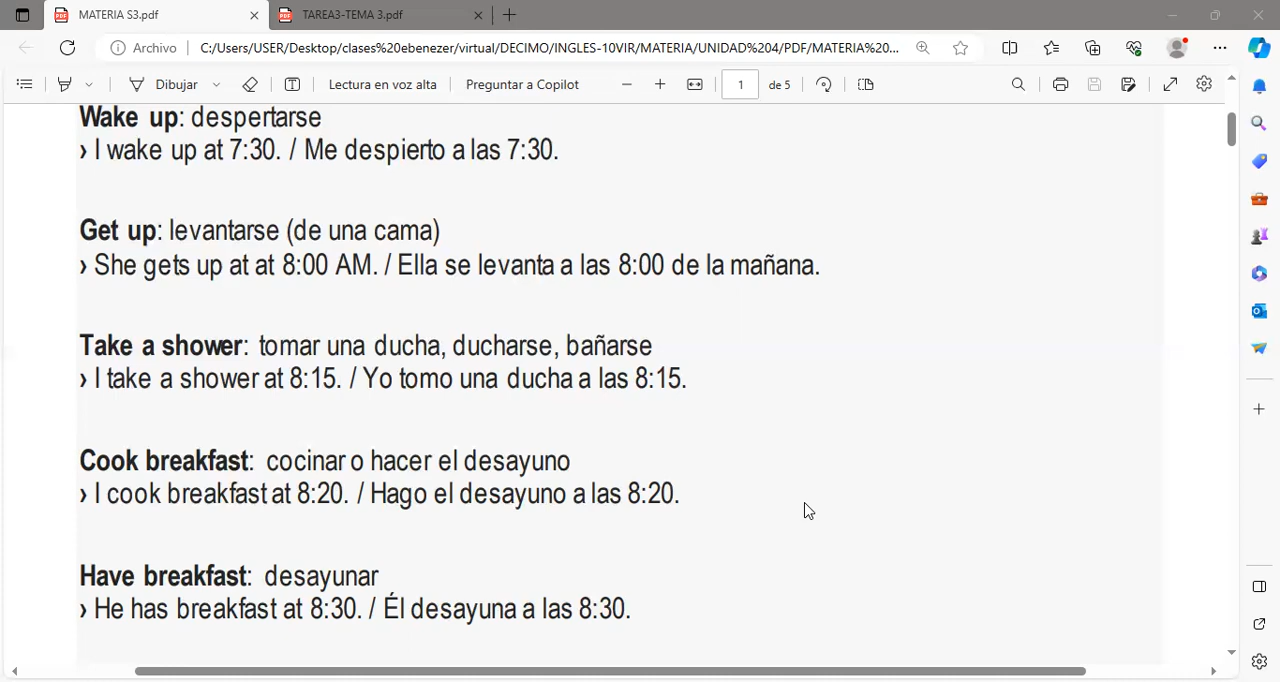 MATERIA S3.pdf
TAREA3-TEMA 3.pdf
Archivo
C:/Users/USER/Desktop/clases%20ebenezer/virtual/DECIMO/INGLES-10VIR/MATERIA/UNIDAD%204/PDF/MATERIA%20...
Dibujar
Lectura en voz alta
Preguntar a Copilot
1
de 5
Wake up: despertarse
› I wake up at 7:30. / Me despierto a las 7:30.
Get up: levantarse (de una cama)
› She gets up at at 8:00 AM. / Ella se levanta a las 8:00 de la mañana.
Take a shower: tomar una ducha, ducharse, bañarse
› I take a shower at 8:15. / Yo tomo una ducha a las 8:15.
Cook breakfast: cocinar o hacer el desayuno
› I cook breakfast at 8:20. / Hago el desayuno a las 8:20.
Have breakfast: desayunar
› He has breakfast at 8:30. / Él desayuna a las 8:30.